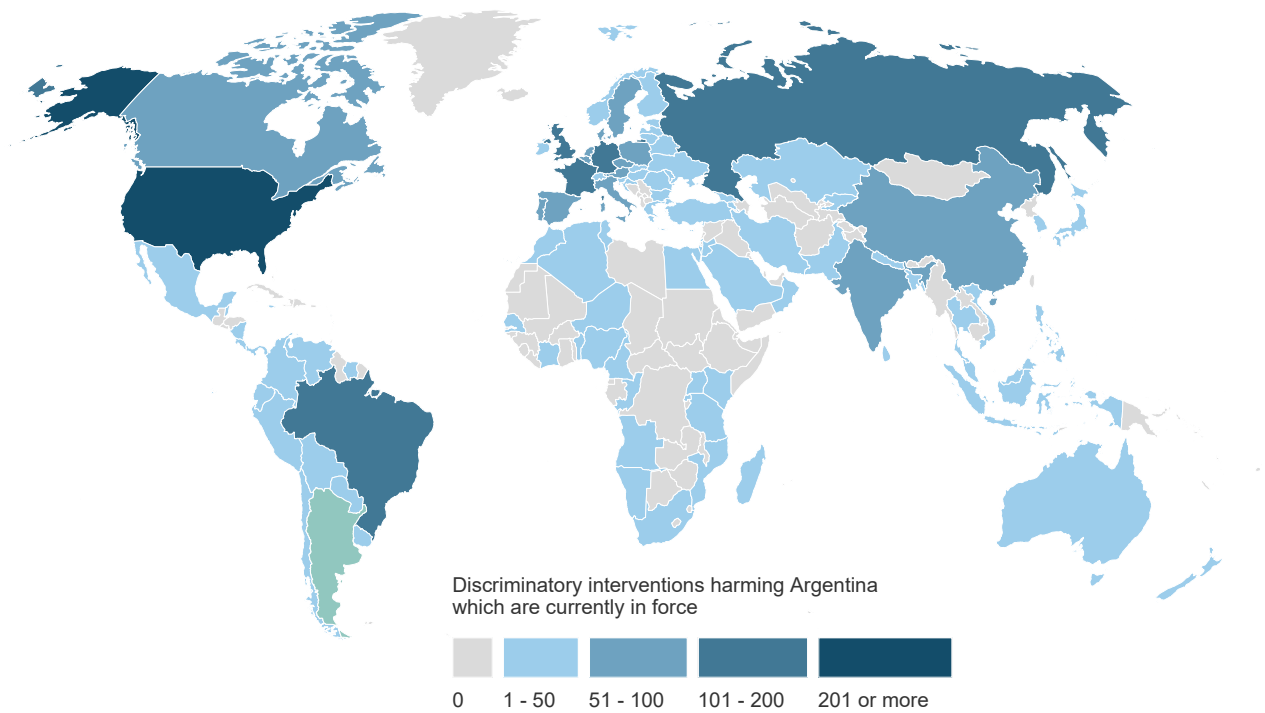 Discriminatory interventions harming Argentina
which are currently in force
0
1 - 50
51 - 100
101 - 200
201 or more